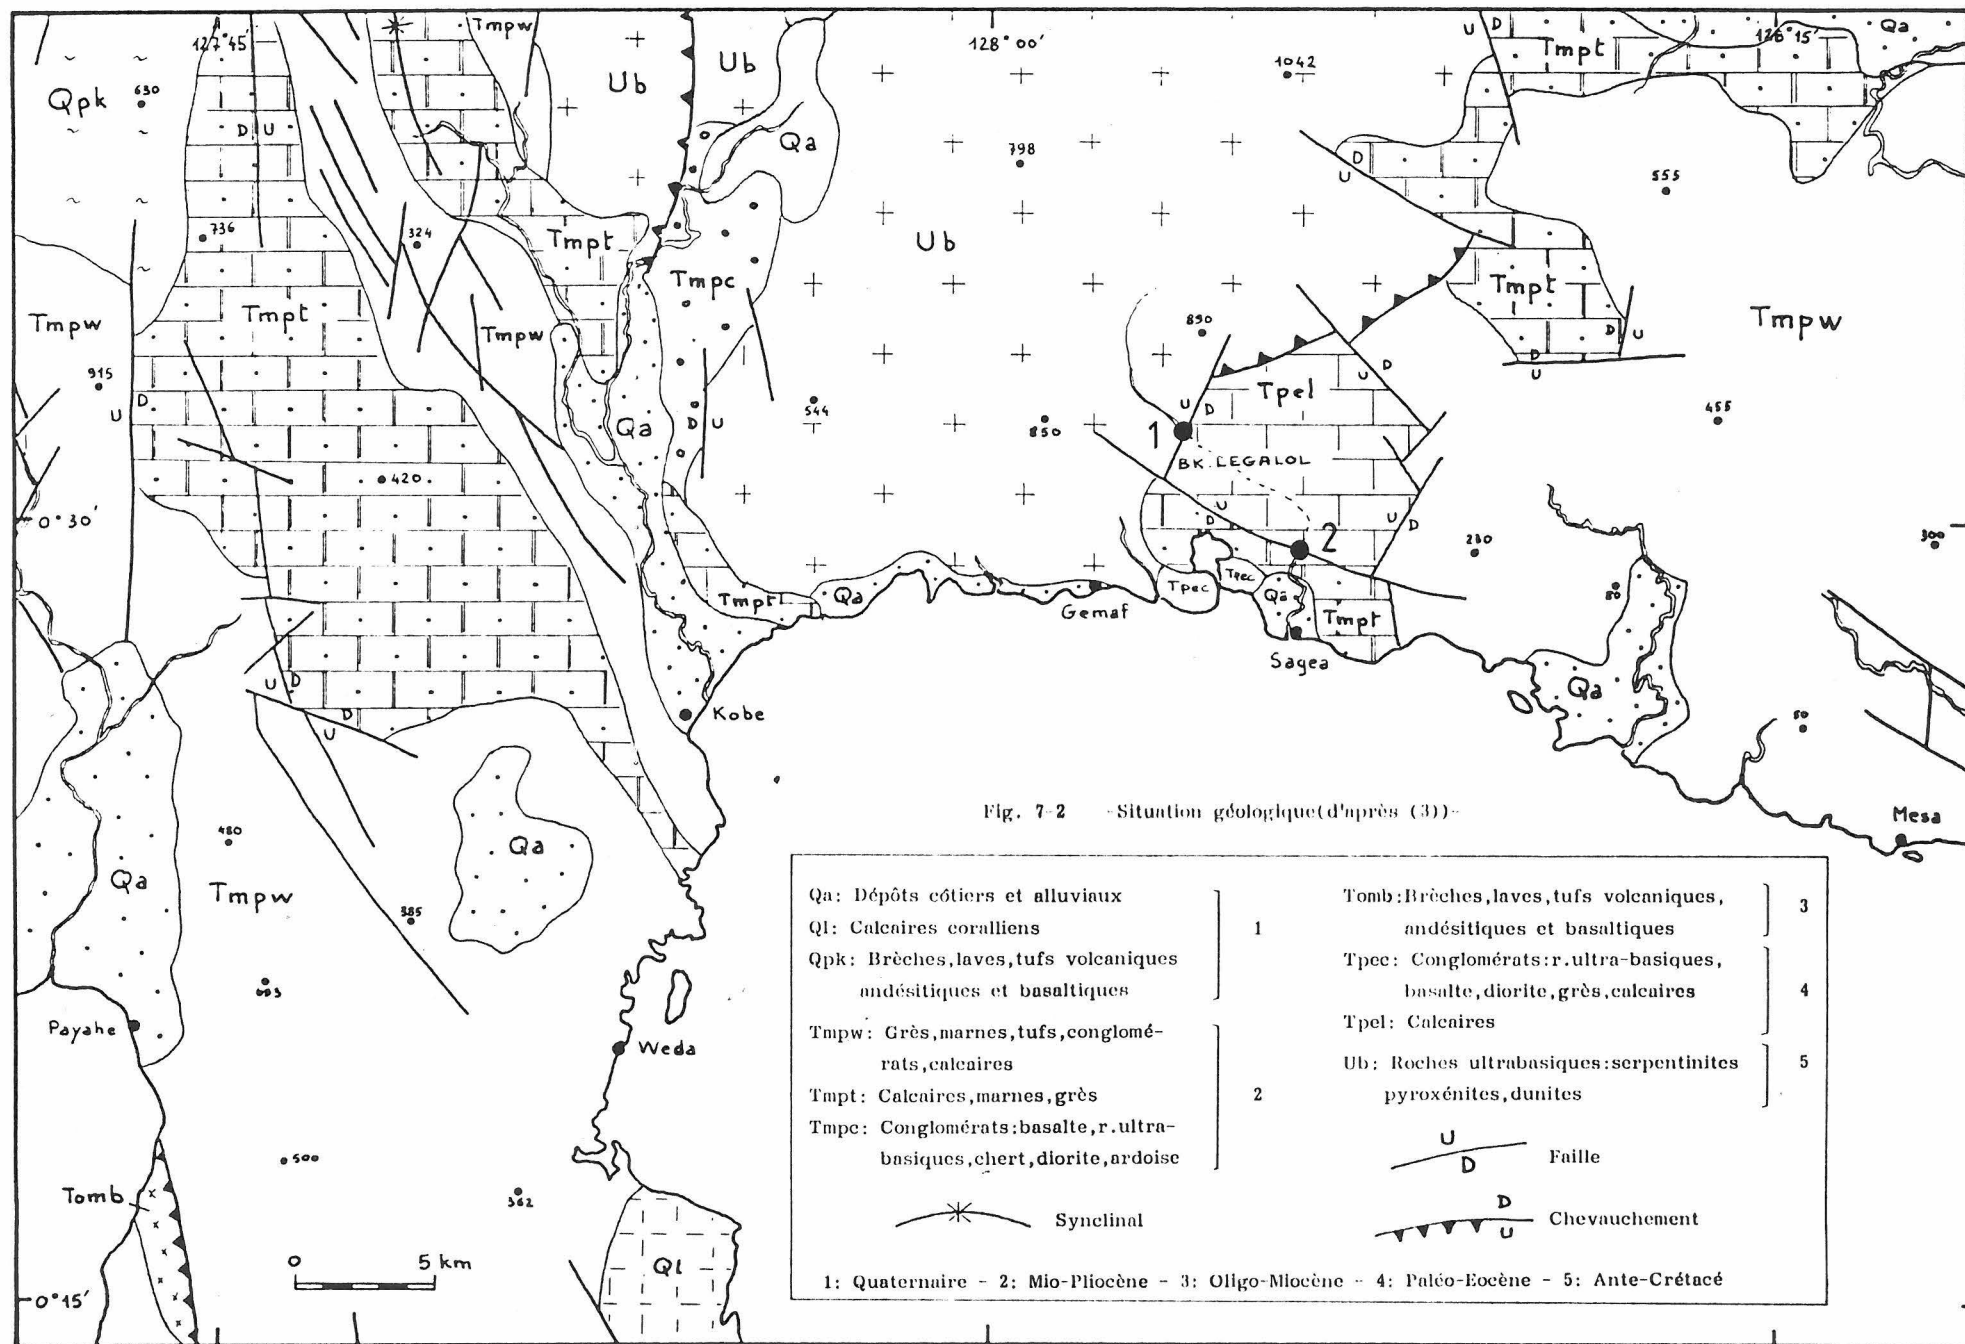 127°45'
Tmpw
128°00'
126°15'
Qa
Qpk
630
Ub
Ub
1042
U D
Tmpt
D U
Qa
798
D
U
555
736
324
Tmpt
Ub
Tmpc
Tmpt
Tmpw
Tmpt
Tmpw
890
Tmpw
D U
D
U
915
U D
Tpel
U D
U D
544
850
455
Qa
D U
1
BK. LEGALOL
420
0°30'
U D
U
D
2
230
300
Tpec
Tpec
Qa
Tmpt
Qa
Tmpt
Gemaf
80
Sagea
U D
D
U
Kobe
Qa
50
Fig. 7-2 -Situation géologique(d'après (3))-
Mesa
480
Qa
Qa
Tmpw
385
Payahe
Weda
500
Tomb
362
Ql
0 5 km
0°15'
Qa: Dépôts côtiers et alluviaux
Ql: Calcaires coralliens
Qpk: Brèches,laves,tufs volcaniques
andésitiques et basaltiques
1
Tmpw: Grès,marnes,tufs,conglomé-
rats,calcaires
Tmpt: Calcaires,marnes,grès
Tmpc: Conglomérats:basalte,r.ultra-
basiques,chert,diorite,ardoise
2
Synclinal
Tomb:Brèches,laves,tufs volcaniques,
andésitiques et basaltiques
3
Tpec: Conglomérats:r.ultra-basiques,
basalte,diorite,grès,calcaires
Tpel: Calcaires
4
Ub: Roches ultrabasiques:serpentinites
pyroxénites,dunites
5
U
D
Faille
D
U
Chevauchement
1: Quaternaire - 2: Mio-Pliocène - 3: Oligo-Miocène - 4: Paléo-Eocène - 5: Ante-Crétacé